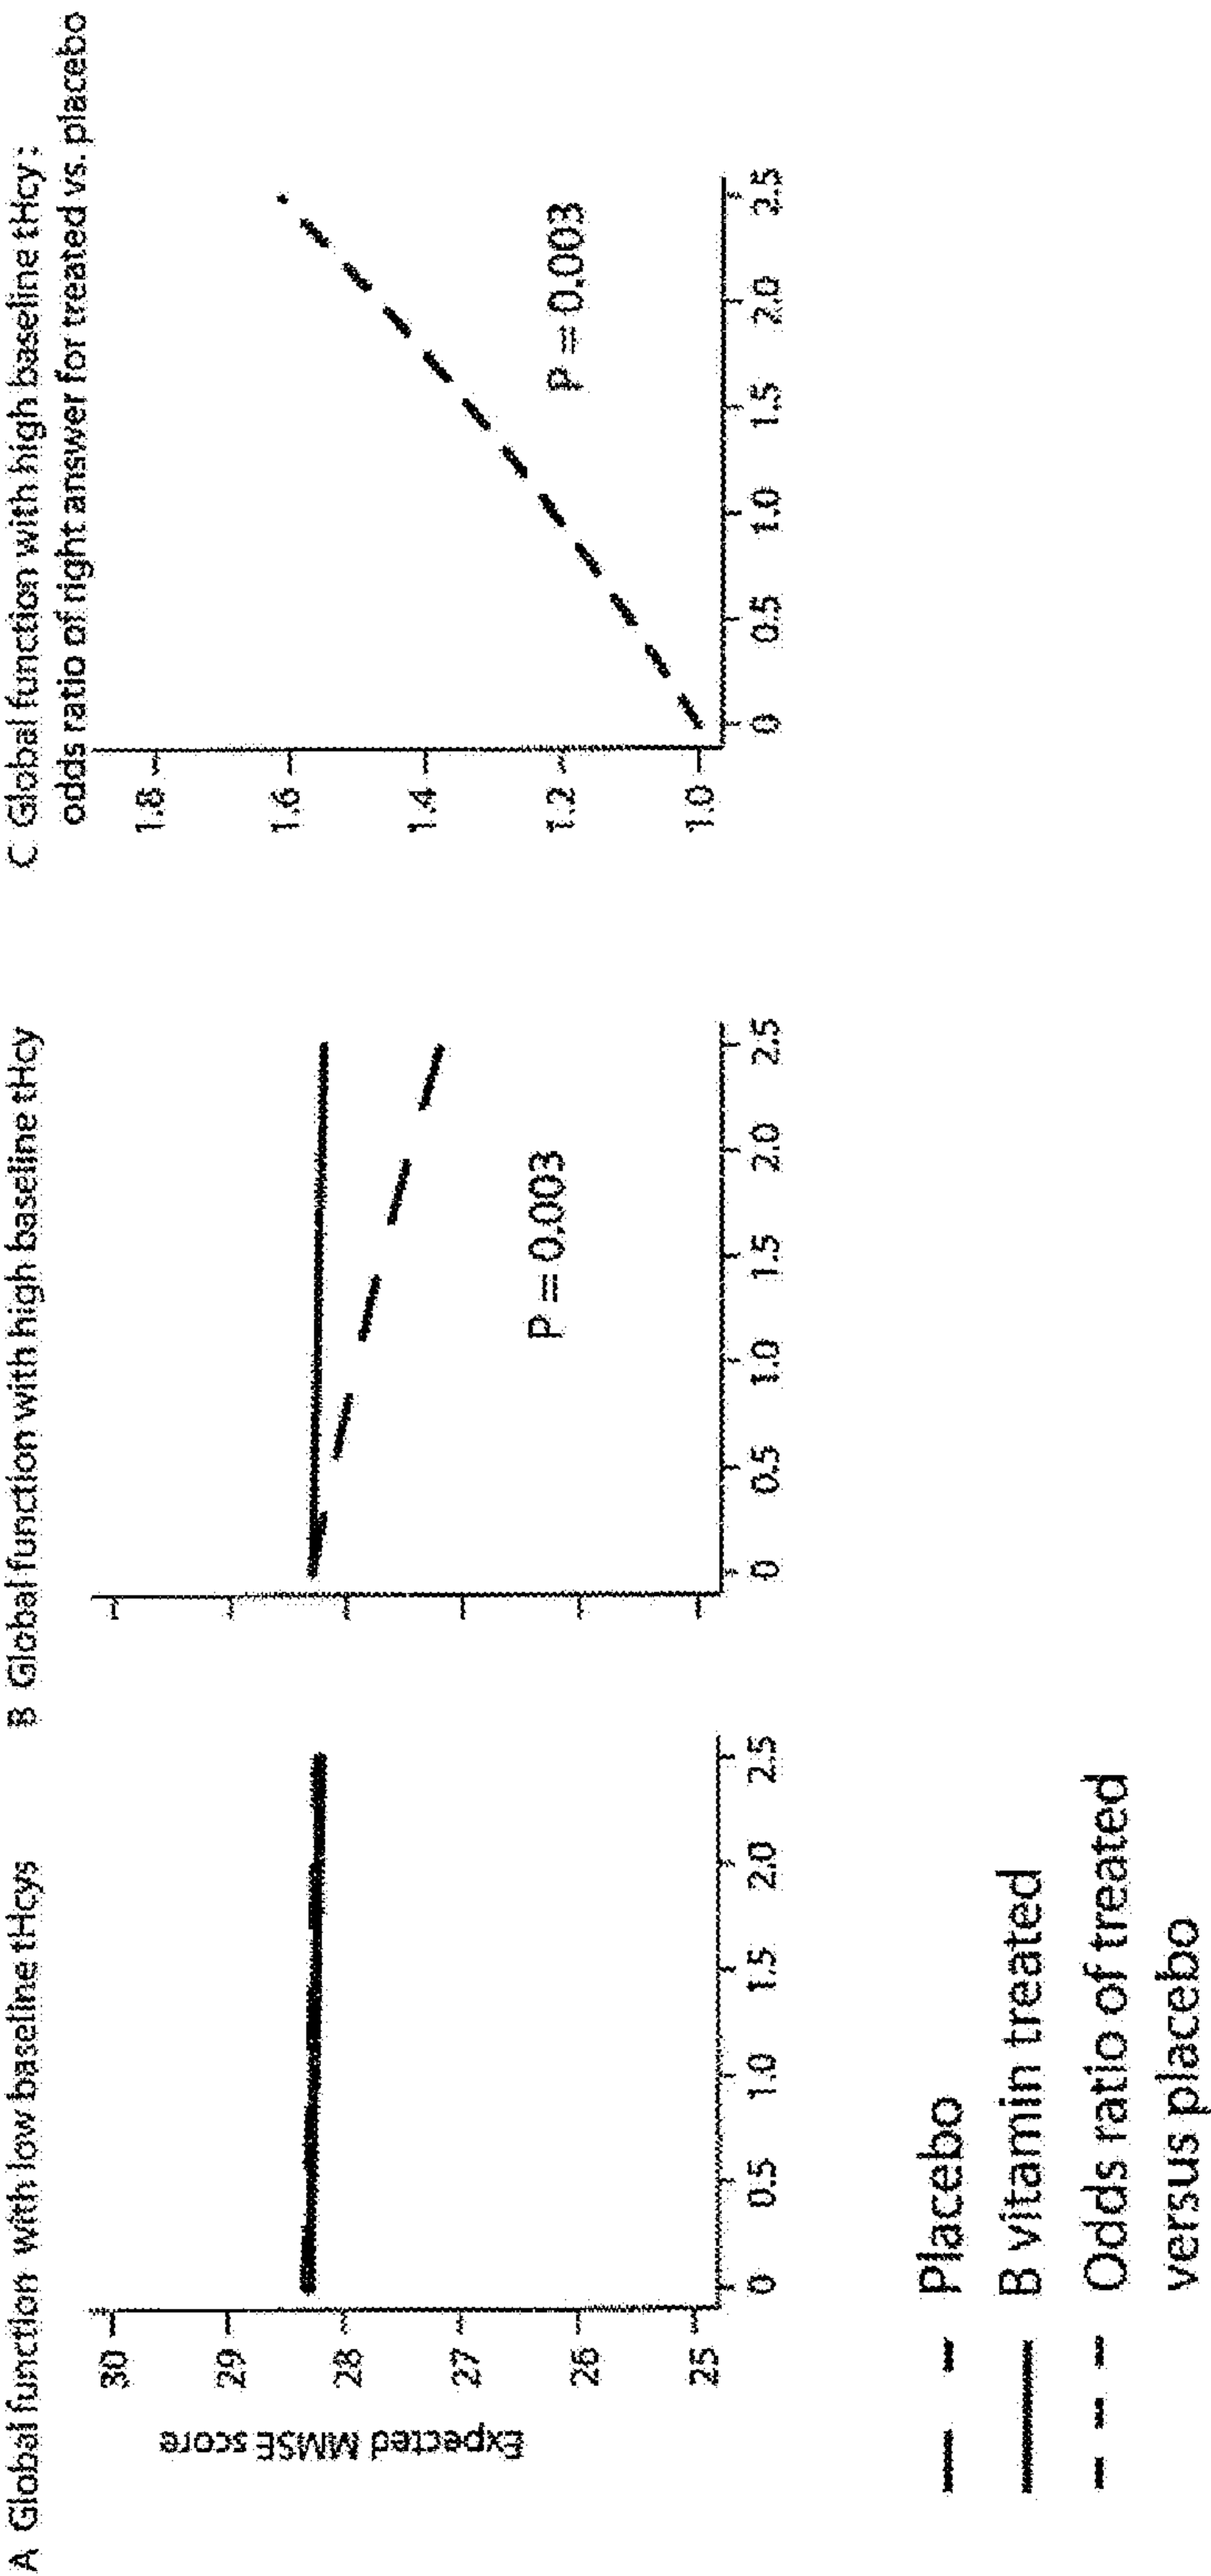 A Global function with low baseline tHcys
Expected MMSE score
30
29
28
27
26
25
0 0.5 1.0 1.5 2.0 2.5
B Global function with high baseline tHcy
P = 0.003
0 0.5 1.0 1.5 2.0 2.5
C Global function with high baseline tHcy:
odds ratio of right answer for treated vs. placebo
1.8
1.6
1.4
1.2
1.0
P = 0.003
0 0.5 1.0 1.5 2.0 2.5
Placebo
B vitamin treated
Odds ratio of treated
versus placebo